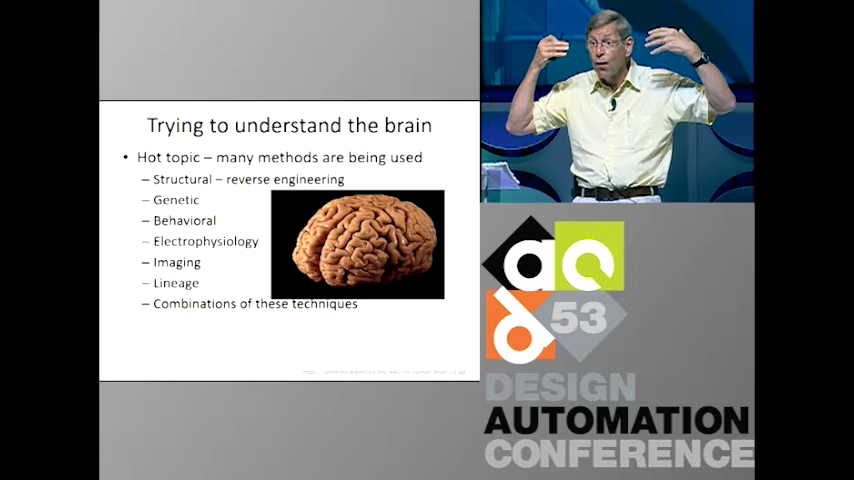 Trying to understand the brain
• Hot topic – many methods are being used
– Structural – reverse engineering
– Genetic
– Behavioral
– Electrophysiology
– Imaging
– Lineage
– Combinations of these techniques
dac
53
DESIGN
AUTOMATION
CONFERENCE